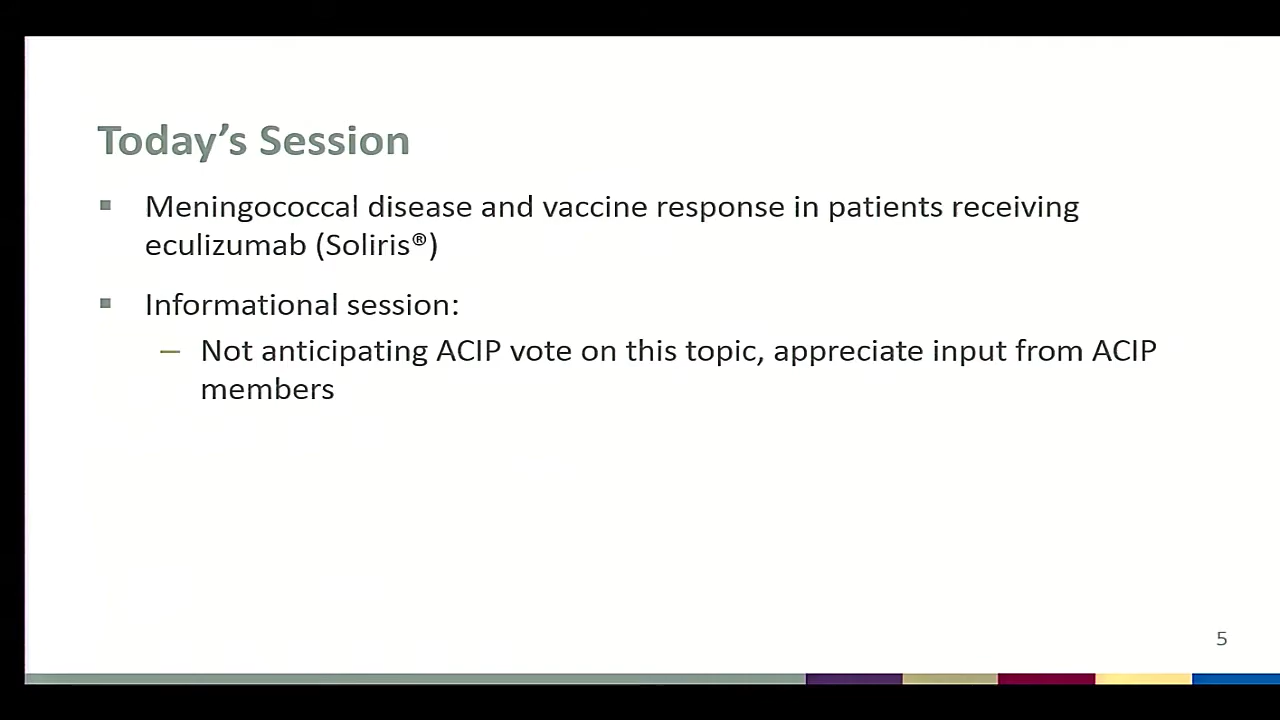 Today's Session
▪ Meningococcal disease and vaccine response in patients receiving
eculizumab (Soliris®)
▪ Informational session:
– Not anticipating ACIP vote on this topic, appreciate input from ACIP
members
5